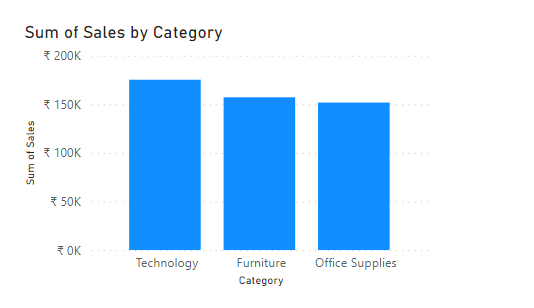 Sum of Sales by Category
₹ 200K
₹ 150K
₹ 100K
₹ 50K
₹ 0K
Sum of Sales
Technology Furniture Office Supplies
Category